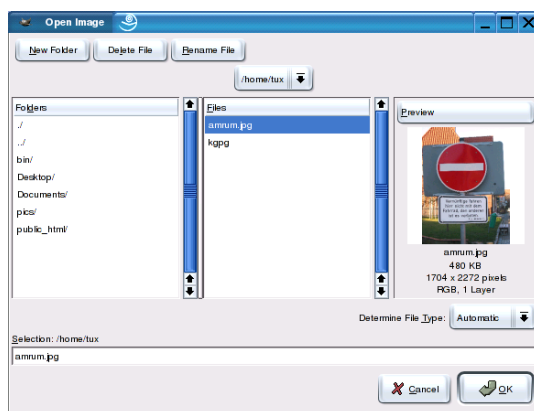 Open Image
New Folder
Delete File
Rename File
/home/tux
Folders
./
../
bin/
Desktop/
Documents/
pics/
public_html/
Files
amrum.jpg
kgpg
Preview
amrum.jpg
480 KB
1704 x 2272 pixels
RGB, 1 Layer
Determine File Type:
Automatic
Selection: /home/tux
amrum.jpg
Cancel
OK